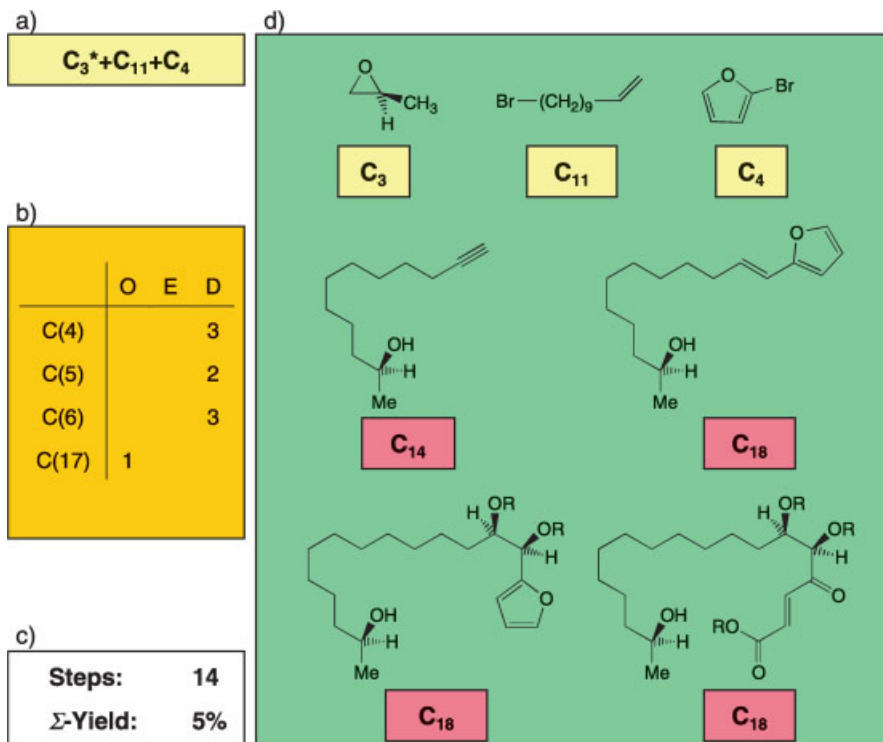 a)
C₃*+C₁₁+C₄
b)
O E D
C(4) 3
C(5) 2
C(6) 3
C(17) 1
c)
Steps: 14
Σ-Yield: 5%
d)
O
CH₃
H
C₃
Br (CH₂)₉
C₁₁
O
Br
C₄
OH
H
Me
C₁₄
O
OH
H
Me
C₁₈
OR
H
OR
H
O
OH
H
Me
C₁₈
OR
H
OR
H
O
OH
H
RO
Me
O
C₁₈